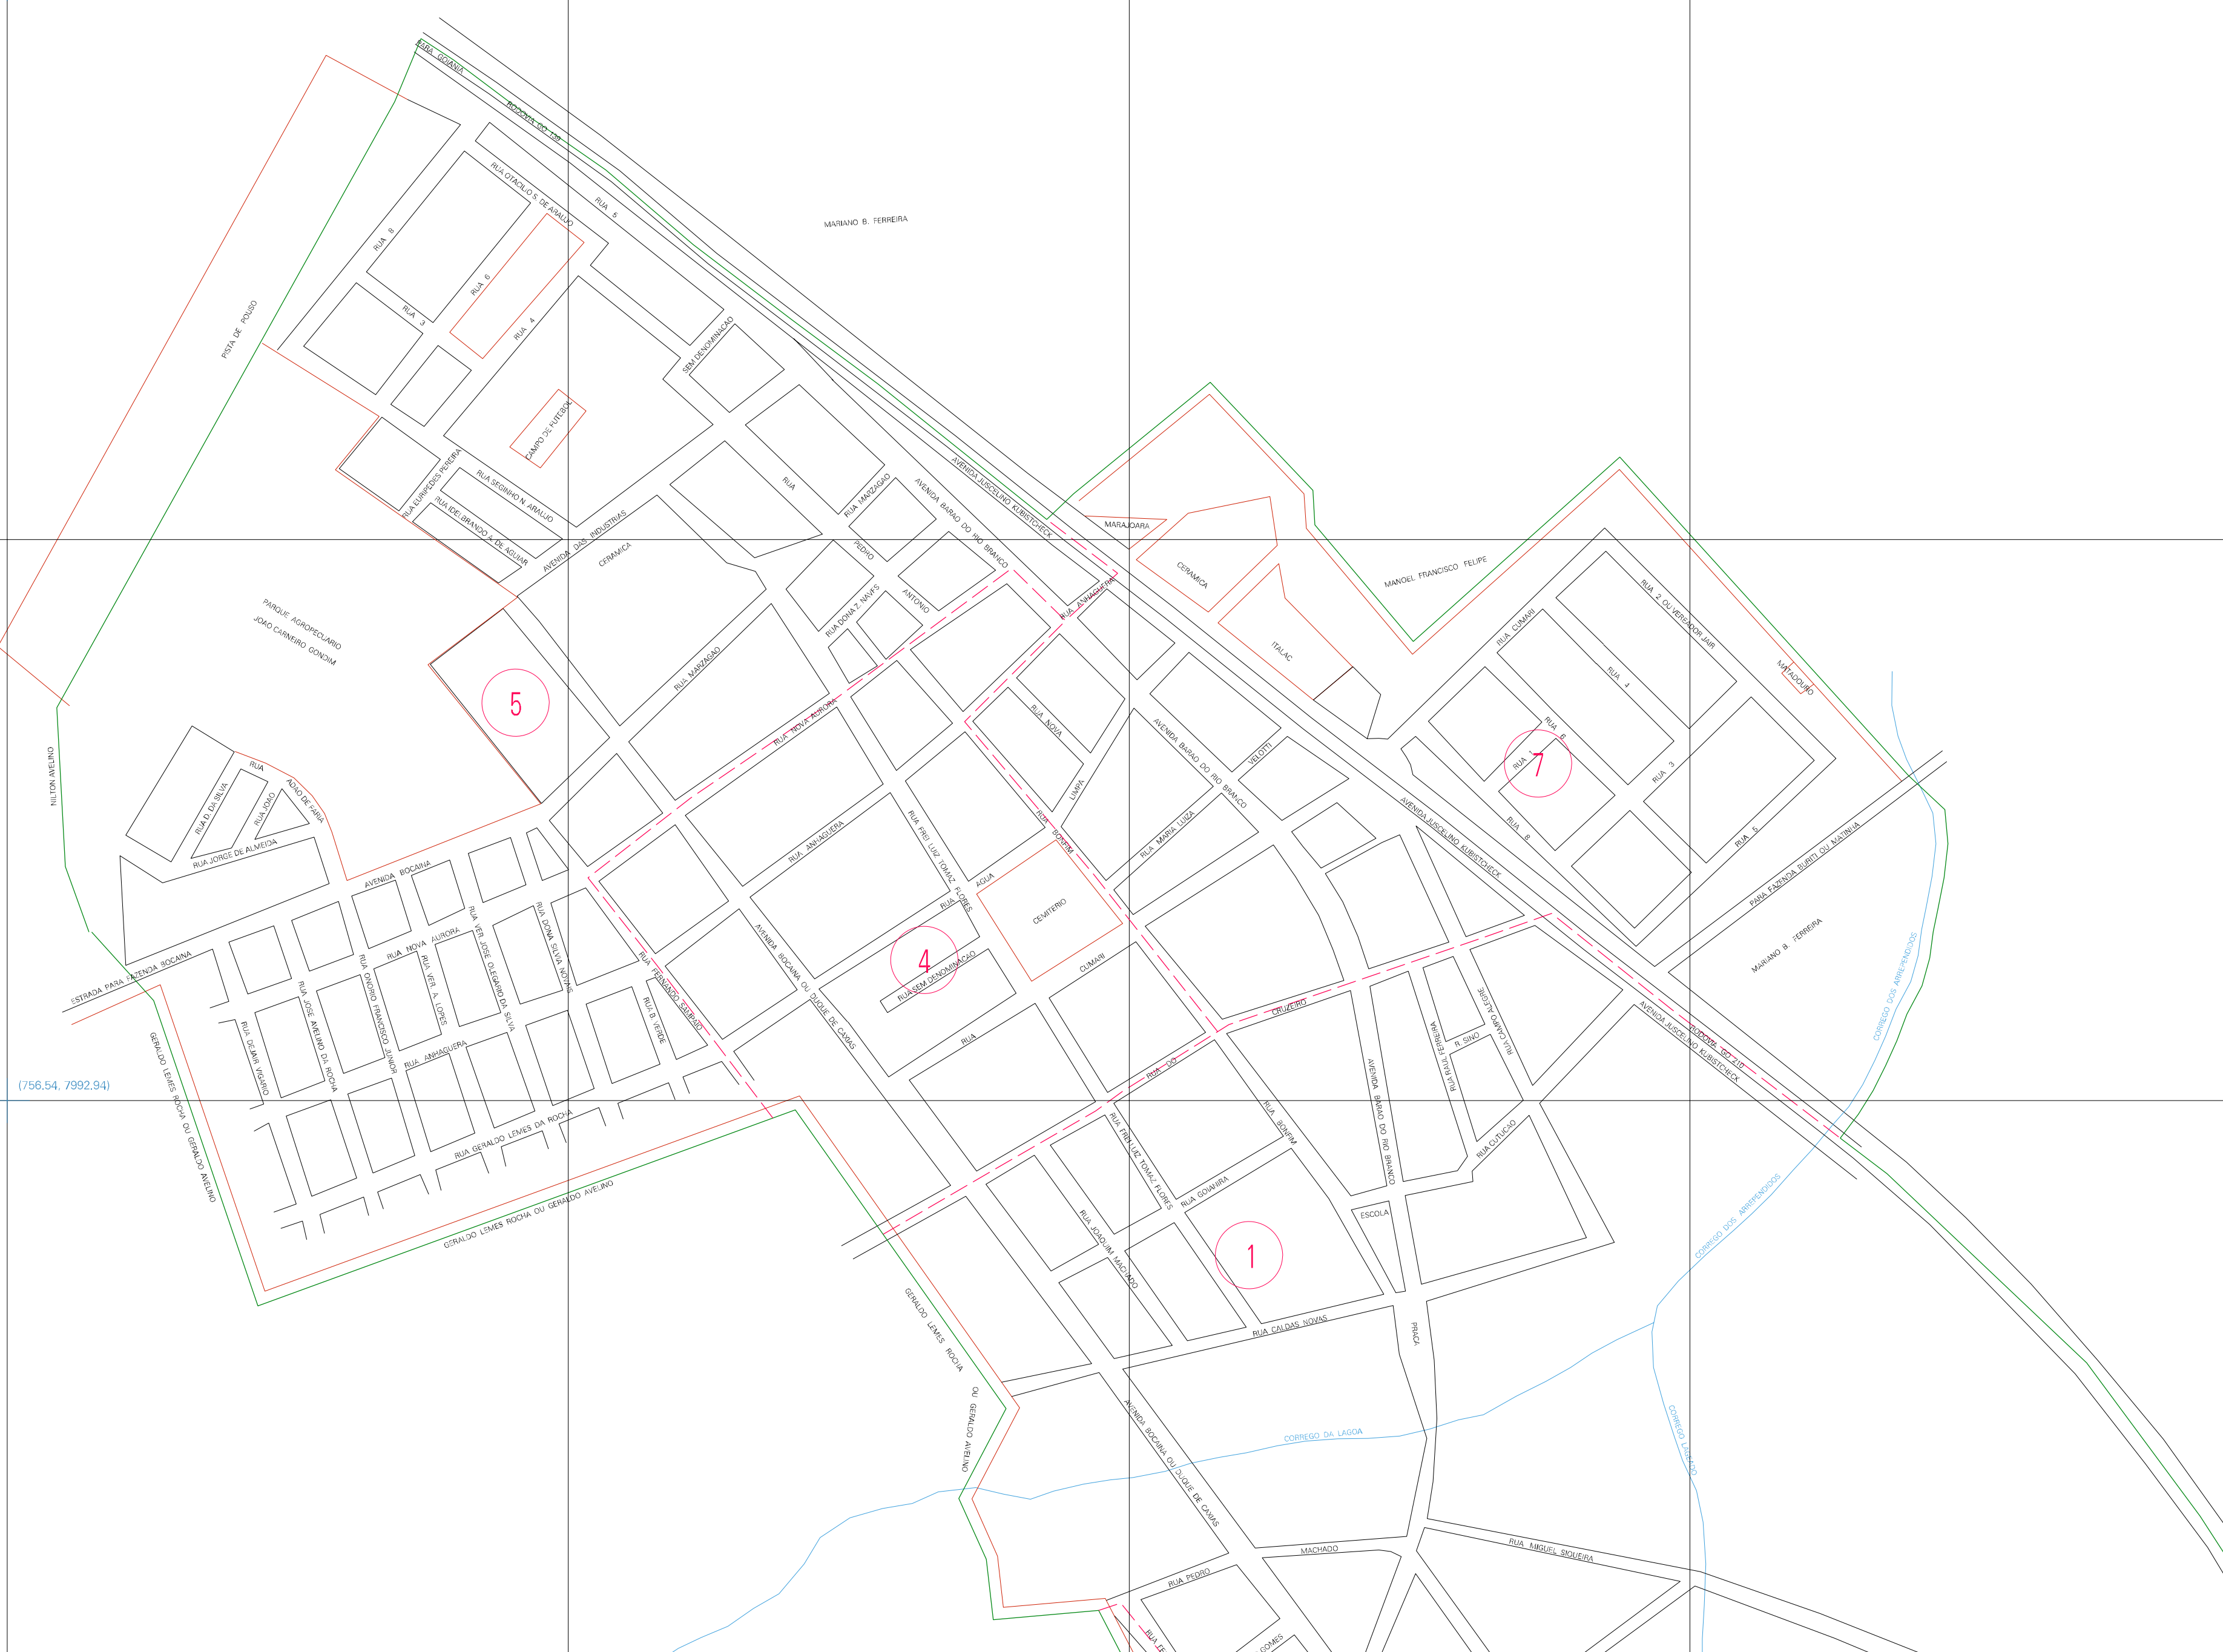 PARA GOIANIA
RODOVIA GO 139
RUA OTACILIO S. DE ARAUJO
RUA 5
MARIANO B. FERREIRA
RUA 8
RUA 6
RUA 3
RUA 4
PISTA DE POUSO
SEM DENOMINACAO
CAMPO DE FUTEBOL
RUA EURIPEDES PEREIRA
RUA SEGINHO N. ARAUJO
RUA IDELBRANDO A. DE AGUIAR
AVENIDA DAS INDUSTRIAS
CERAMICA
RUA
RUA MARZAGAO
AVENIDA BARAO DO RIO BRANCO
AVENIDA JUSCELINO KUBISTCHECK
MARAJOARA
CERAMICA
PEDRO
ANTONIO
RUA DONA Z. NAVES
RUA ANHAGUERA
MANOEL FRANCISCO FELIPE
ITALAC
RUA CUMARI
RUA 2 OU VEREADOR JAIR
RUA 4
MATADOURO
PARQUE AGROPECUARIO
JOAO CARNEIRO GONDIM
5
RUA MARZAGAO
RUA NOVA AURORA
RUA NOVA
AVENIDA BARAO DO RIO BRANCO
VELOTTI
LIMPA
RUA 6
RUA 1
7
RUA 3
RUA 8
RUA 5
NILTON AVELINO
RUA
ADAO DE FARIA
RUA D. DA SILVA
RUA JOAO
RUA JORGE DE ALMEIDA
AVENIDA BOCAINA
RUA ANHAGUERA
RUA FREI LUIZ TOMAZ FLORES
RUA BONFIM
RUA MARIA LUIZA
AVENIDA JUSCELINO KUBISTCHECK
PARA FAZENDA BURITI OU MATINHA
MARIANO B. FERREIRA
AGUA
RUA
CEMITERIO
4
RUA SEM DENOMINACAO
CUMARI
RUA
ESTRADA PARA FAZENDA BOCAINA
RUA NOVA AURORA
RUA VER. JOSE OLEGARIO DA SILVA
RUA DONA SILVIA NOVAIS
RUA FERNANDO SAMPAIO
AVENIDA BOCAINA OU DUQUE DE CAXIAS
RUA VER. A. LOPES
RUA ONORIO FRANCISCO JUNIOR
RUA JOSE AVELINO DA ROCHA
RUA DEJAIR VIGARIO
RUA B. VERDE
RUA ANHAGUERA
RUA GERALDO LEMES DA ROCHA
CRUZEIRO
RUA DO
RUA RAU FERREIRA
R. SINO
RUA CAMPO ALEGRE
AVENIDA BARAO DO RIO BRANCO
RUA CUTUCAO
RODOVIA GO 210
AVENIDA JUSCELINO KUBISTCHECK
CORREGO DOS ARREPENDIDOS
CORREGO DOS ARREPENDIDOS
(756,54, 7992,94)
GERALDO LEMES ROCHA OU GERALDO AVELINO
GERALDO LEMES ROCHA OU GERALDO AVELINO
RUA FREI LUIZ TOMAZ FLORES
RUA BONFIM
RUA GOIANIRA
RUA JOAQUIM MACHADO
ESCOLA
1
RUA CALDAS NOVAS
PRACA
GERALDO LEMES ROCHA
OU GERALDO AVELINO
AVENIDA BOCAINA OU DUQUE DE CAXIAS
CORREGO DA LAGOA
CORREGO LAGEADO
MACHADO
RUA MIGUEL SIQUEIRA
RUA PEDRO
GOMES